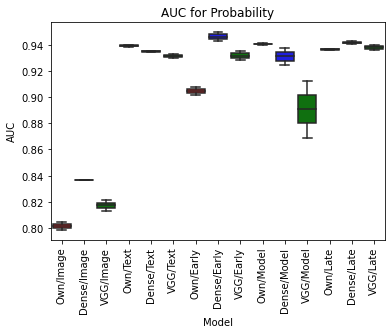 AUC for Probability
AUC
0.94
0.92
0.90
0.88
0.86
0.84
0.82
0.80
Own/Image
Dense/Image
VGG/Image
Own/Text
Dense/Text
VGG/Text
Own/Early
Dense/Early
VGG/Early
Own/Model
Dense/Model
VGG/Model
Own/Late
Dense/Late
VGG/Late
Model